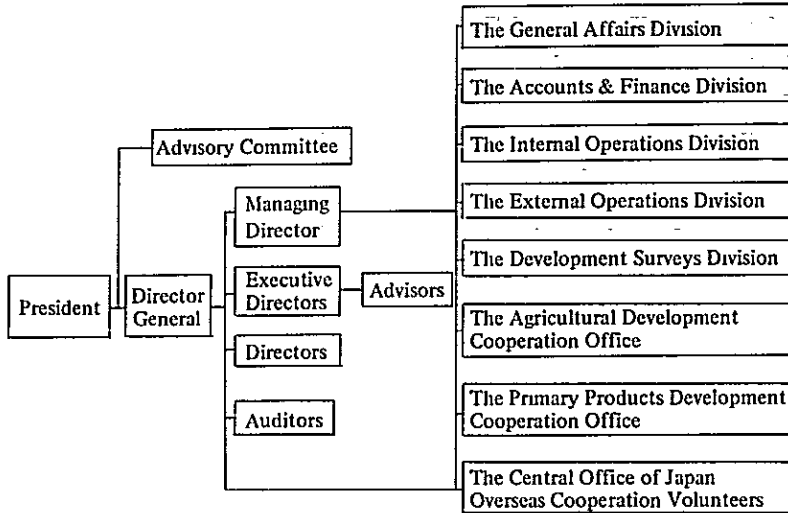 President
Director
General
Advisory Committee
Managing
Director
Executive
Directors
Advisors
Directors
Auditors
The General Affairs Division
The Accounts & Finance Division
The Internal Operations Division
The External Operations Division
The Development Surveys Division
The Agricultural Development
Cooperation Office
The Primary Products Development
Cooperation Office
The Central Office of Japan
Overseas Cooperation Volunteers